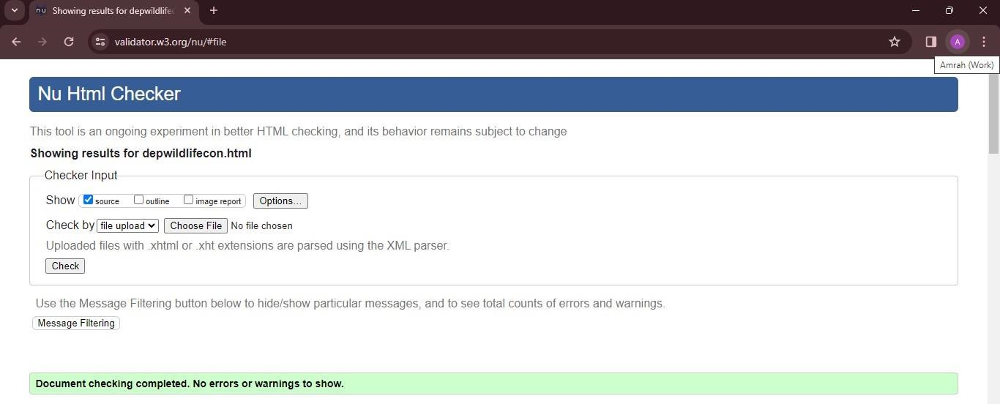 nu Showing results for depwildlifec
validator.w3.org/nu/#file
A
Amrah (Work)
Nu Html Checker
This tool is an ongoing experiment in better HTML checking, and its behavior remains subject to change
Showing results for depwildlifecon.html
Checker Input
Show source outline image report Options...
Check by file upload Choose File No file chosen
Uploaded files with .xhtml or .xht extensions are parsed using the XML parser.
Check
Use the Message Filtering button below to hide/show particular messages, and to see total counts of errors and warnings.
Message Filtering
Document checking completed. No errors or warnings to show.